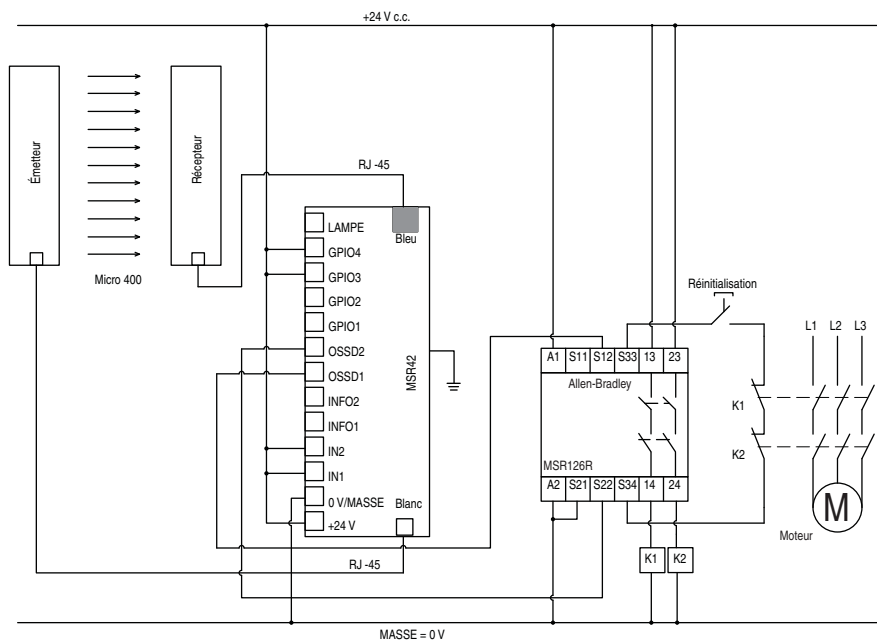 +24 V c.c.
Émetteur
Récepteur
Micro 400
RJ -45
Bleu
LAMPE
GPIO4
GPIO3
GPIO2
GPIO1
OSSD2
OSSD1
INFO2
INFO1
IN2
IN1
0 V/MASSE
+24 V
MSR42
Blanc
RJ -45
Réinitialisation
A1 S11 S12 S33 13 23
Allen-Bradley
MSR126R
A2 S21 S22 S34 14 24
K1 K2
L1 L2 L3
K1
K2
M
Moteur
MASSE = 0 V